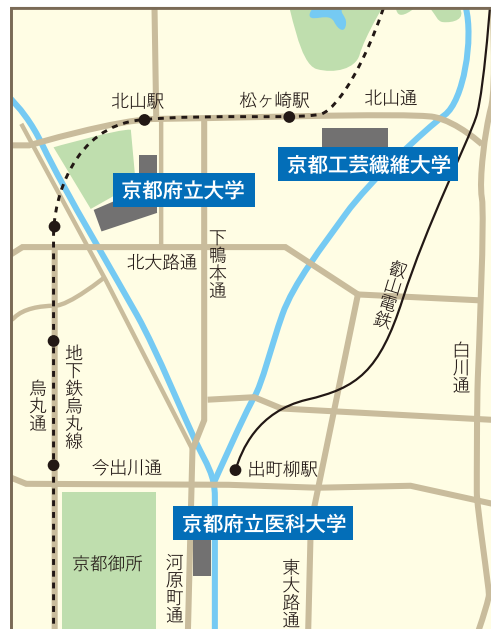 北山駅
松ヶ崎駅
北山通
京都工芸繊維大学
京都府立大学
下鴨本通
北大路通
叡山電鉄
白川通
地下鉄烏丸線
烏丸通
今出川通
出町柳駅
京都府立医科大学
京都御所
河原町通
東大路通